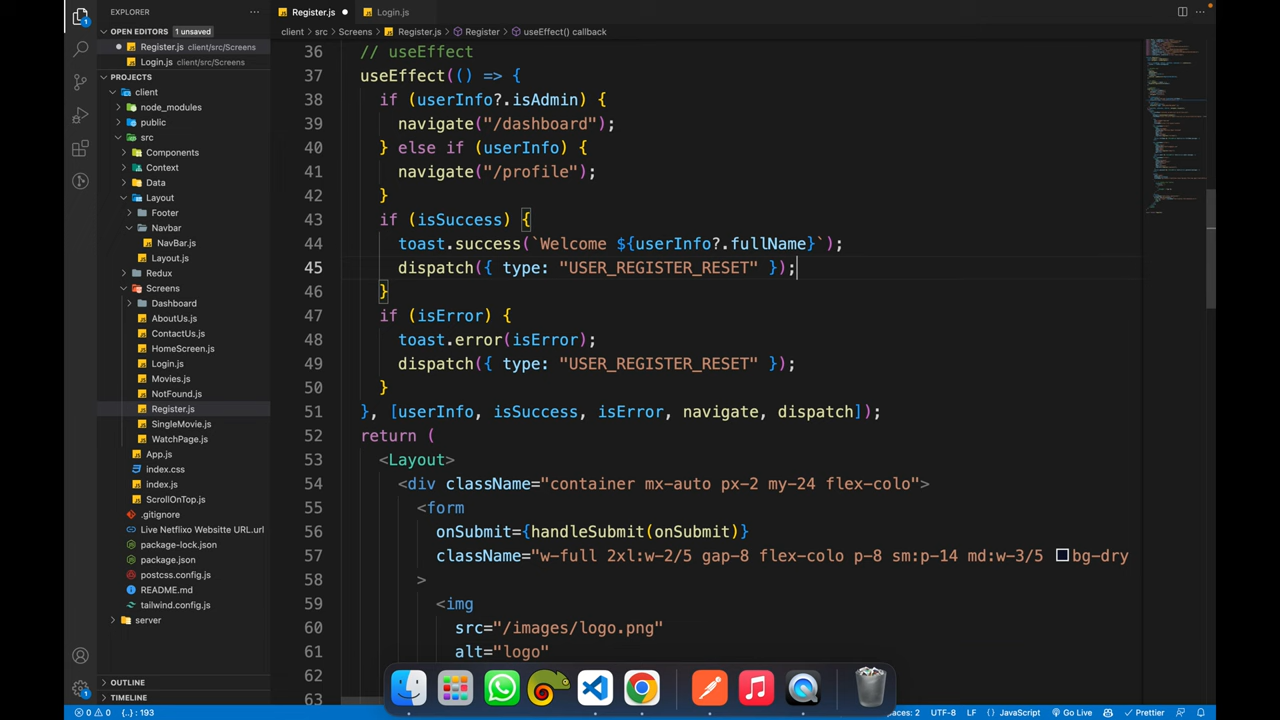 EXPLORER
OPEN EDITORS 1 unsaved
Register.js client/src/Screens
Login.js client/src/Screens
PROJECTS
client
node_modules
public
src
Components
Context
Data
Layout
Footer
Navbar
NavBar.js
Layout.js
Redux
Screens
Dashboard
AboutUs.js
ContactUs.js
HomeScreen.js
Login.js
Movies.js
NotFound.js
Register.js
SingleMovie.js
WatchPage.js
App.js
index.css
index.js
ScrollOnTop.js
.gitignore
Live Netflixo Websitte URL.url
package-lock.json
package.json
postcss.config.js
README.md
tailwind.config.js
server
OUTLINE
TIMELINE
Register.js
Login.js
client > src > Screens > Register.js > Register > useEffect() callback
36 // useEffect
37 useEffect(() => {
38 if (userInfo?.isAdmin) {
39 navigate("/dashboard");
40 } else if (userInfo) {
41 navigate("/profile");
42 }
43 if (isSuccess) {
44 toast.success(`Welcome ${userInfo?.fullName}`);
45 dispatch({ type: "USER_REGISTER_RESET" });
46 }
47 if (isError) {
48 toast.error(isError);
49 dispatch({ type: "USER_REGISTER_RESET" });
50 }
51 }, [userInfo, isSuccess, isError, navigate, dispatch]);
52 return (
53 <Layout>
54 <div className="container mx-auto px-2 my-24 flex-colo">
55 <form
56 onSubmit={handleSubmit(onSubmit)}
57 className="w-full 2xl:w-2/5 gap-8 flex-colo p-8 sm:p-14 md:w-3/5 bg-dry
58 >
59 <img
60 src="/images/logo.png"
61 alt="logo"
62
63
1
1
0 0 {..} : 193
paces: 2 UTF-8 LF {} JavaScript Go Live Prettier